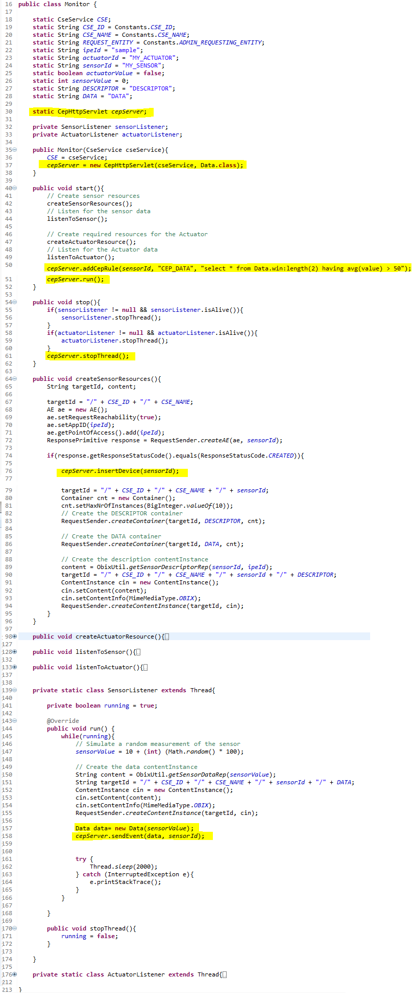 16 public class Monitor {
17
18 static CseService CSE;
19 static String CSE_ID = Constants.CSE_ID;
20 static String CSE_NAME = Constants.CSE_NAME;
21 static String REQUEST_ENTITY = Constants.ADMIN_REQUESTING_ENTITY;
22 static String ipeId = "sample";
23 static String actuatorId = "MY_ACTUATOR";
24 static String sensorId = "MY_SENSOR";
25 static boolean actuatorValue = false;
26 static int sensorValue = 0;
27 static String DESCRIPTOR = "DESCRIPTOR";
28 static String DATA = "DATA";
29
30 static CepHttpServlet cepServer;
31
32 private SensorListener sensorListener;
33 private ActuatorListener actuatorListener;
34
35 public Monitor(CseService cseService){
36 CSE = cseService;
37 cepServer = new CepHttpServlet(cseService, Data.class);
38 }
39
40 public void start(){
41 // Create sensor resources
42 createSensorResources();
43 // Listen for the sensor data
44 listenToSensor();
45
46 // Create required resources for the Actuator
47 createActuatorResource();
48 // Listen for the Actuator data
49 listenToActuator();
50 cepServer.addCepRule(sensorId, "CEP_DATA", "select * from Data.win:length(2) having avg(value) > 50");
51 cepServer.run();
52 }
53
54 public void stop(){
55 if(sensorListener != null && sensorListener.isAlive()){
56 sensorListener.stopThread();
57 }
58 if(actuatorListener != null && actuatorListener.isAlive()){
59 actuatorListener.stopThread();
60 }
61 cepServer.stopThread();
62 }
63
64 public void createSensorResources(){
65 String targetId, content;
66
67 targetId = "/" + CSE_ID + "/" + CSE_NAME;
68 AE ae = new AE();
69 ae.setRequestReachability(true);
70 ae.setAppID(ipeId);
71 ae.getPointOfAccess().add(ipeId);
72 ResponsePrimitive response = RequestSender.createAE(ae, sensorId);
73
74 if(response.getResponseStatusCode().equals(ResponseStatusCode.CREATED)){
75
76 cepServer.insertDevice(sensorId);
77
79 targetId = "/" + CSE_ID + "/" + CSE_NAME + "/" + sensorId;
80 Container cnt = new Container();
81 cnt.setMaxNrOfInstances(BigInteger.valueOf(10));
82 // Create the DESCRIPTOR container
83 RequestSender.createContainer(targetId, DESCRIPTOR, cnt);
84
85 // Create the DATA container
86 RequestSender.createContainer(targetId, DATA, cnt);
87
88 // Create the description contentInstance
89 content = ObixUtil.getSensorDescriptorRep(sensorId, ipeId);
90 targetId = "/" + CSE_ID + "/" + CSE_NAME + "/" + sensorId + "/" + DESCRIPTOR;
91 ContentInstance cin = new ContentInstance();
92 cin.setContent(content);
93 cin.setContentInfo(MimeMediaType.OBIX);
94 RequestSender.createContentInstance(targetId, cin);
95 }
96 }
97
98 public void createActuatorResource(){
127
128 public void listenToSensor(){
132
133 public void listenToActuator(){
137
138
139 private static class SensorListener extends Thread{
140
141 private boolean running = true;
142
143 @Override
144 public void run() {
145 while(running){
146 // Simulate a random measurement of the sensor
147 sensorValue = 10 + (int) (Math.random() * 100);
148
149 // Create the data contentInstance
150 String content = ObixUtil.getSensorDataRep(sensorValue);
151 String targetId = "/" + CSE_ID + "/" + CSE_NAME + "/" + sensorId + "/" + DATA;
152 ContentInstance cin = new ContentInstance();
153 cin.setContent(content);
154 cin.setContentInfo(MimeMediaType.OBIX);
155 RequestSender.createContentInstance(targetId, cin);
156
157 Data data= new Data(sensorValue);
158 cepServer.sendEvent(data, sensorId);
159
160
161 try {
162 Thread.sleep(2000);
163 } catch (InterruptedException e){
164 e.printStackTrace();
165 }
166 }
167
168 }
169
170 public void stopThread(){
171 running = false;
172 }
173
174 }
175
176 private static class ActuatorListener extends Thread{
212
213 }